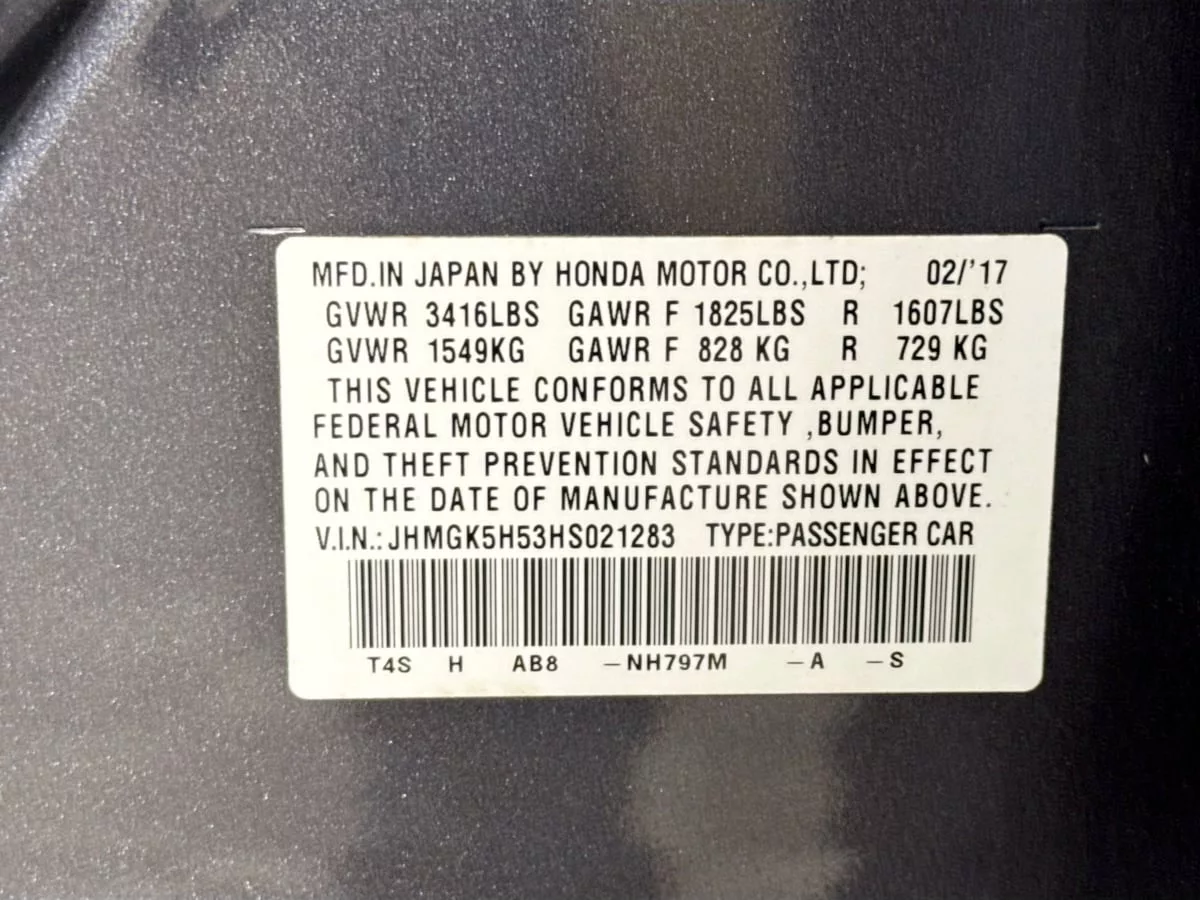 MFD.IN JAPAN BY HONDA MOTOR CO.,LTD; 02/'17
GVWR 3416LBS GAWR F 1825LBS R 1607LBS
GVWR 1549KG GAWR F 828 KG R 729 KG
THIS VEHICLE CONFORMS TO ALL APPLICABLE
FEDERAL MOTOR VEHICLE SAFETY ,BUMPER,
AND THEFT PREVENTION STANDARDS IN EFFECT
ON THE DATE OF MANUFACTURE SHOWN ABOVE.
V.I.N.: JHMGK5H53HS021283 TYPE:PASSENGER CAR
T4S H AB8 -NH797M -A -S